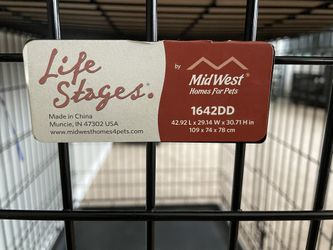 Life
Stages®
Made in China
Muncie, IN 47302 USA
www.midwesthomes4pets.com
by
MidWest
Homes For Pets
1642DD
42.92 L x 29.14 W x 30.71 H in
109 x 74 x 78 cm